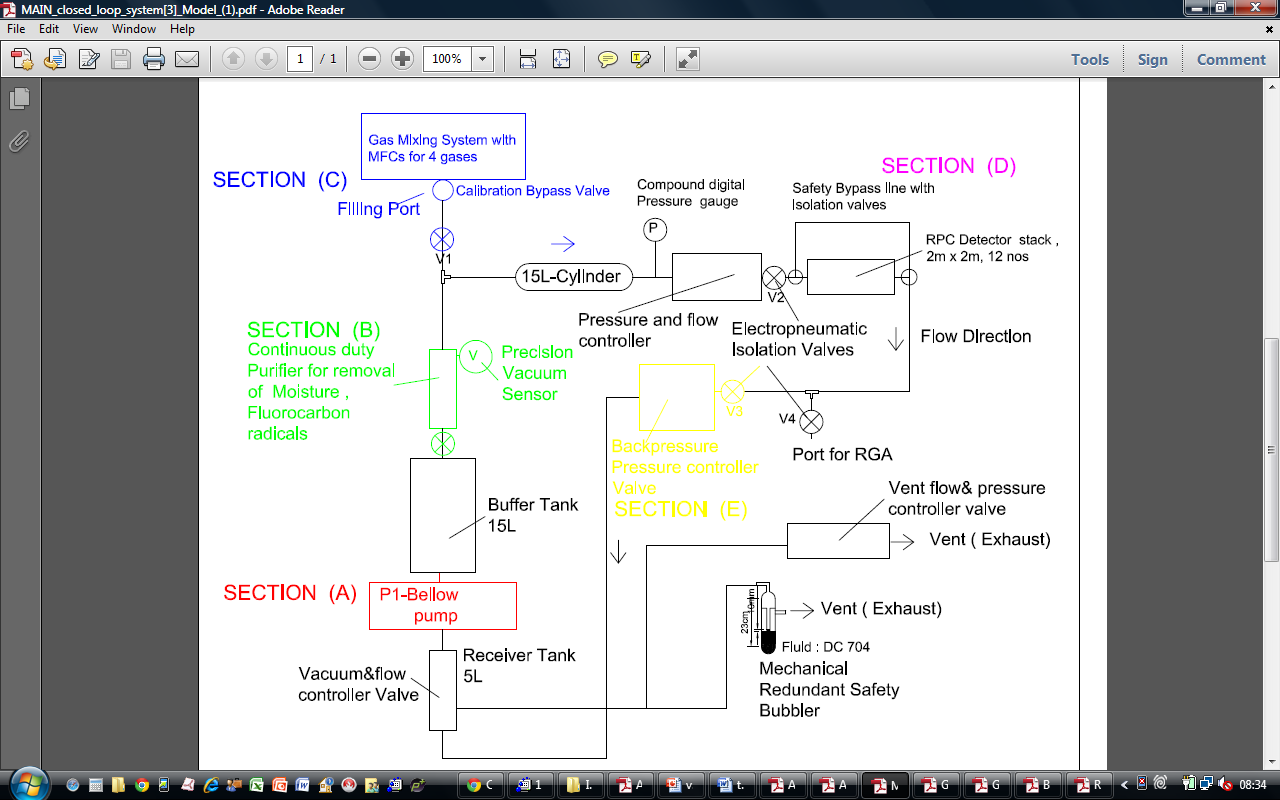 MAIN_closed_loop_system[3]_Model_(1).pdf - Adobe Reader
File Edit View Window Help
1 / 1 100% Tools Sign Comment
Gas Mixing System with
MFCs for 4 gases
SECTION (C)
Calibration Bypass Valve
Filling Port
V1
15L-Cylinder
Compound digital
Pressure gauge
P
Pressure and flow
controller
SECTION (D)
Safety Bypass line with
Isolation valves
RPC Detector stack ,
2m x 2m, 12 nos
V2
Electropneumatic
Isolation Valves
Flow Direction
SECTION (B)
Continuous duty
Purifier for removal
of Moisture ,
Fluorocarbon
radicals
V
Precision
Vacuum
Sensor
V3
V4
Port for RGA
Backpressure
Pressure controller
Valve
SECTION (E)
Buffer Tank
15L
Vent flow& pressure
controller valve
Vent ( Exhaust)
SECTION (A)
P1-Bellow
pump
Receiver Tank
5L
Vacuum&flow
controller Valve
23cm
10mm
Vent ( Exhaust)
Fluid : DC 704
Mechanical
Redundant Safety
Bubbler
C 1 I. A v t. A A M G G B R 08:34